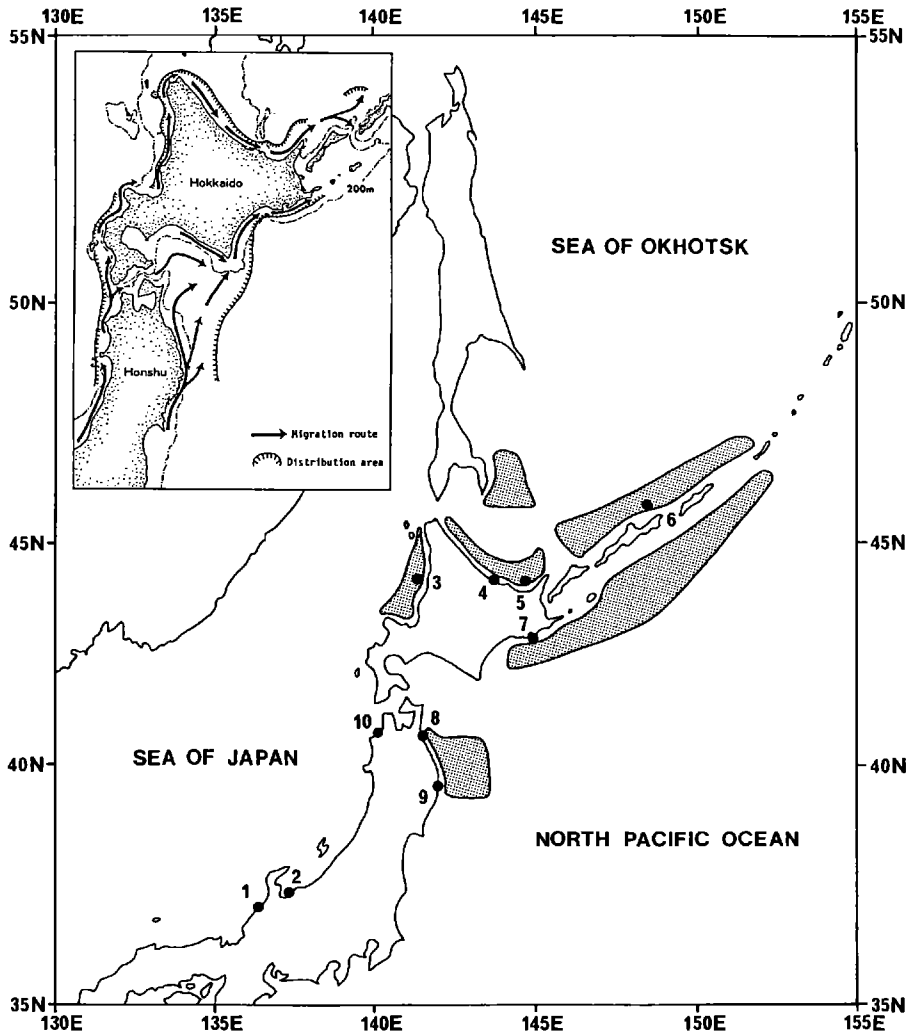 130E 135E 140E 145E 150E 155E
55N 55N
Hokkaido
200m
SEA OF OKHOTSK
50N 50N
Honshu
Migration route
Distribution area
6
45N 45N
3 4 5
7
10 8
SEA OF JAPAN
40N 40N
9
NORTH PACIFIC OCEAN
1 2
35N 35N
130E 135E 140E 145E 150E 155E